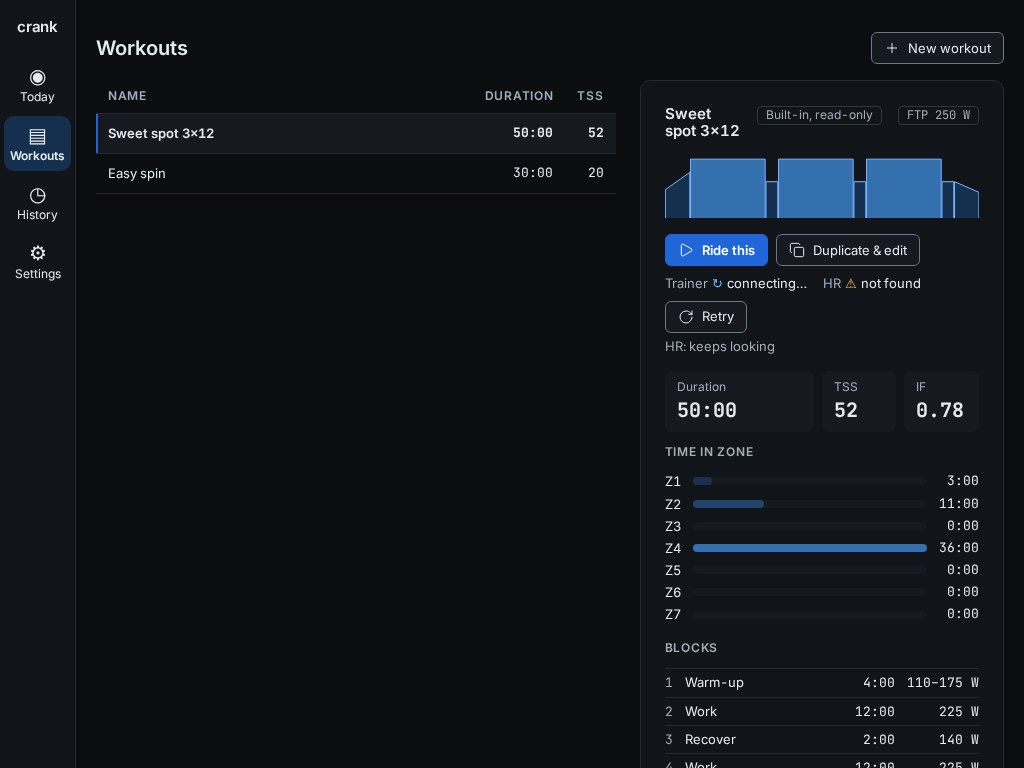 crank
Today
Workouts
History
Settings
Workouts
New workout
NAME DURATION TSS
Sweet spot 3×12 50:00 52
Easy spin 30:00 20
Sweet spot 3×12
Built-in, read-only
FTP 250 W
Ride this
Duplicate & edit
Trainer ↻ connecting… HR ⚠ not found
Retry
HR: keeps looking
Duration TSS IF
50:00 52 0.78
TIME IN ZONE
Z1 3:00
Z2 11:00
Z3 0:00
Z4 36:00
Z5 0:00
Z6 0:00
Z7 0:00
BLOCKS
1 Warm-up 4:00 110–175 W
2 Work 12:00 225 W
3 Recover 2:00 140 W
4 Work 12:00 225 W